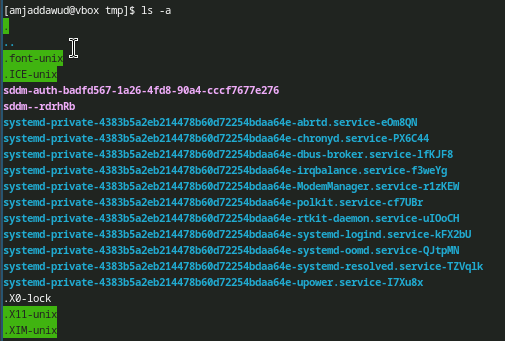 [amjaddawud@vbox tmp]$ ls -a
.
..
.font-unix
.ICE-unix
sddm-auth-badfd567-1a26-4fd8-90a4-cccf7677e276
sddm--rdrhRb
systemd-private-4383b5a2eb214478b60d72254bdaa64e-abrtd.service-eOm8QN
systemd-private-4383b5a2eb214478b60d72254bdaa64e-chronyd.service-PX6C44
systemd-private-4383b5a2eb214478b60d72254bdaa64e-dbus-broker.service-lfKJF8
systemd-private-4383b5a2eb214478b60d72254bdaa64e-irqbalance.service-f3weYg
systemd-private-4383b5a2eb214478b60d72254bdaa64e-ModemManager.service-r1zKEW
systemd-private-4383b5a2eb214478b60d72254bdaa64e-polkit.service-cf7UBr
systemd-private-4383b5a2eb214478b60d72254bdaa64e-rtkit-daemon.service-uIOoCH
systemd-private-4383b5a2eb214478b60d72254bdaa64e-systemd-logind.service-kFX2bU
systemd-private-4383b5a2eb214478b60d72254bdaa64e-systemd-oomd.service-QJtpMN
systemd-private-4383b5a2eb214478b60d72254bdaa64e-systemd-resolved.service-TZVqlk
systemd-private-4383b5a2eb214478b60d72254bdaa64e-upower.service-I7Xu8x
.X0-lock
.X11-unix
.XIM-unix